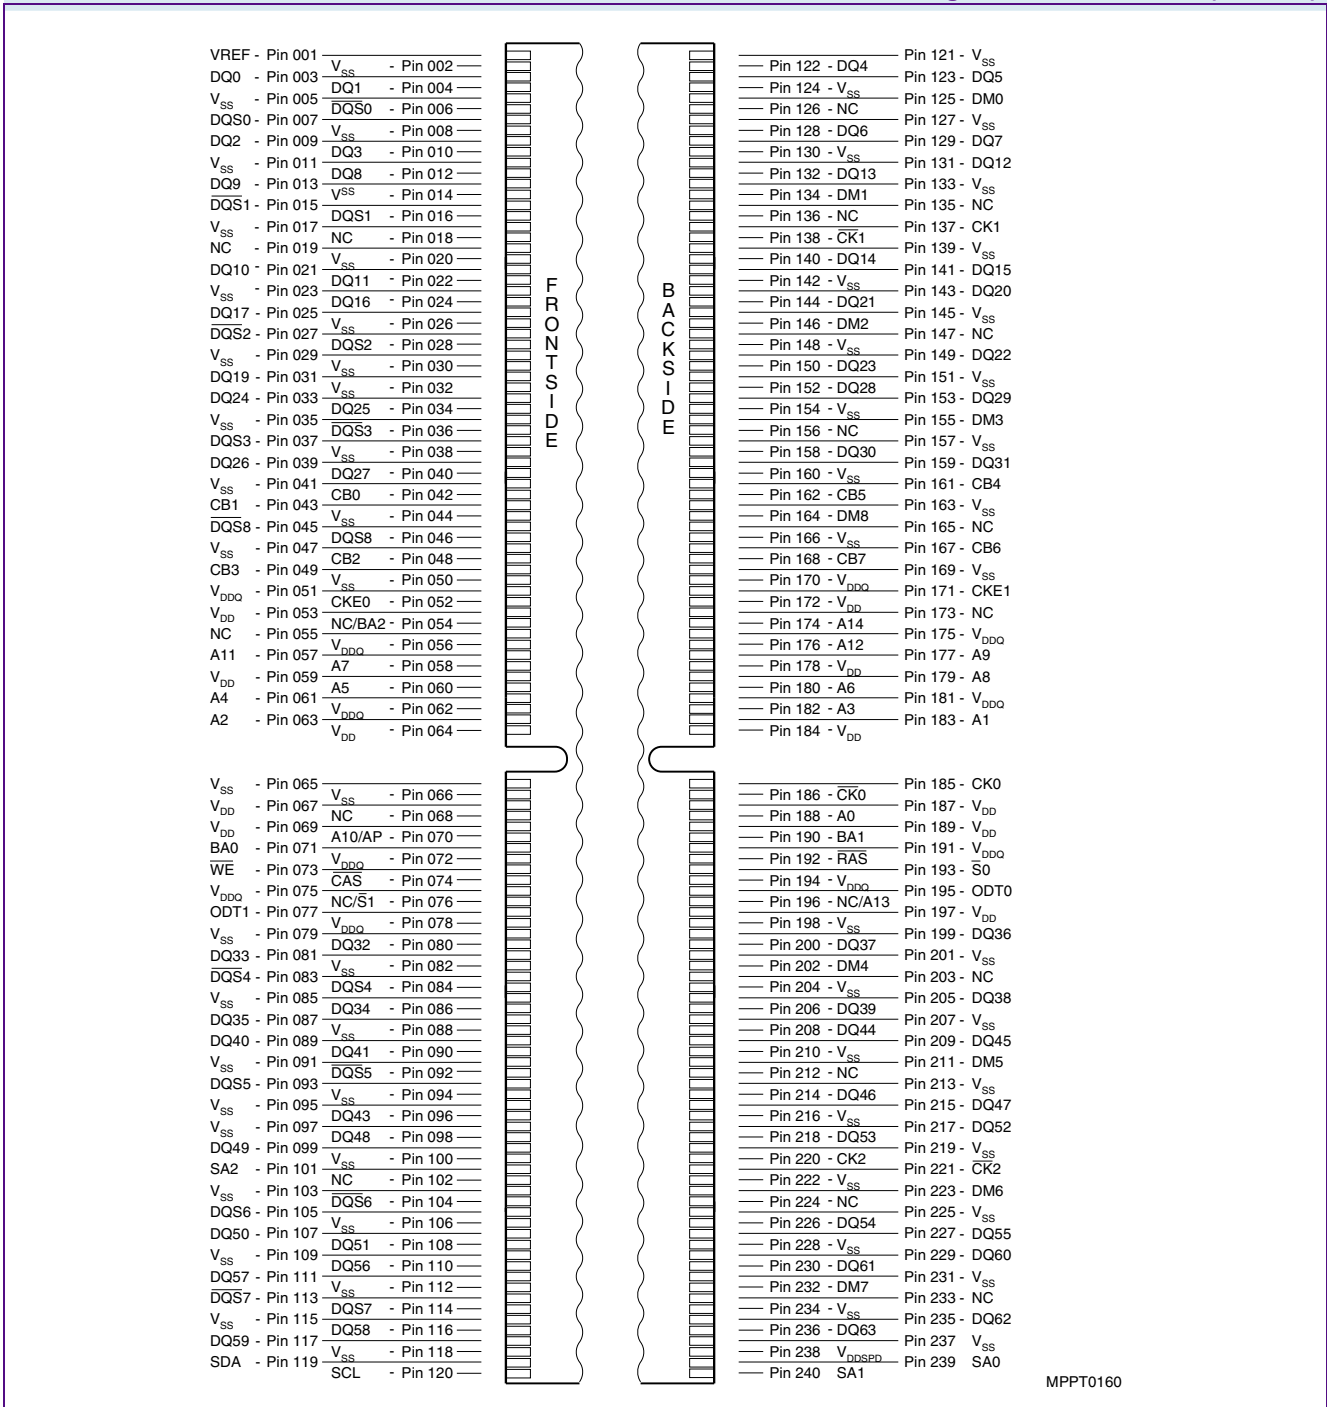 VREF - Pin 001
V_SS - Pin 002
DQ0 - Pin 003
DQ1 - Pin 004
V_SS - Pin 005
D̅Q̅S̅0 - Pin 006
DQS0 - Pin 007
V_SS - Pin 008
DQ2 - Pin 009
DQ3 - Pin 010
V_SS - Pin 011
DQ8 - Pin 012
DQ9 - Pin 013
V^SS - Pin 014
D̅Q̅S̅1 - Pin 015
DQS1 - Pin 016
V_SS - Pin 017
NC - Pin 018
NC - Pin 019
V_SS - Pin 020
DQ10 - Pin 021
DQ11 - Pin 022
V_SS - Pin 023
DQ16 - Pin 024
DQ17 - Pin 025
V_SS - Pin 026
D̅Q̅S̅2 - Pin 027
DQS2 - Pin 028
V_SS - Pin 029
V_SS - Pin 030
DQ19 - Pin 031
V_SS - Pin 032
DQ24 - Pin 033
DQ25 - Pin 034
V_SS - Pin 035
D̅Q̅S̅3 - Pin 036
DQS3 - Pin 037
V_SS - Pin 038
DQ26 - Pin 039
DQ27 - Pin 040
V_SS - Pin 041
CB0 - Pin 042
CB1 - Pin 043
V_SS - Pin 044
D̅Q̅S̅8 - Pin 045
DQS8 - Pin 046
V_SS - Pin 047
CB2 - Pin 048
CB3 - Pin 049
V_SS - Pin 050
V_DDQ - Pin 051
CKE0 - Pin 052
V_DD - Pin 053
NC/BA2 - Pin 054
NC - Pin 055
V_DDQ - Pin 056
A11 - Pin 057
A7 - Pin 058
V_DD - Pin 059
A5 - Pin 060
A4 - Pin 061
V_DDQ - Pin 062
A2 - Pin 063
V_DD - Pin 064
V_SS - Pin 065
V_SS - Pin 066
V_DD - Pin 067
NC - Pin 068
V_DD - Pin 069
A10/AP - Pin 070
BA0 - Pin 071
V_DDQ - Pin 072
W̅E̅ - Pin 073
C̅A̅S̅ - Pin 074
V_DDQ - Pin 075
NC/S̅1 - Pin 076
ODT1 - Pin 077
V_DDQ - Pin 078
V_SS - Pin 079
DQ32 - Pin 080
DQ33 - Pin 081
V_SS - Pin 082
D̅Q̅S̅4 - Pin 083
DQS4 - Pin 084
V_SS - Pin 085
DQ34 - Pin 086
DQ35 - Pin 087
V_SS - Pin 088
DQ40 - Pin 089
DQ41 - Pin 090
V_SS - Pin 091
D̅Q̅S̅5 - Pin 092
DQS5 - Pin 093
V_SS - Pin 094
V_SS - Pin 095
DQ43 - Pin 096
V_SS - Pin 097
DQ48 - Pin 098
DQ49 - Pin 099
V_SS - Pin 100
SA2 - Pin 101
NC - Pin 102
V_SS - Pin 103
D̅Q̅S̅6 - Pin 104
DQS6 - Pin 105
V_SS - Pin 106
DQ50 - Pin 107
DQ51 - Pin 108
V_SS - Pin 109
DQ56 - Pin 110
DQ57 - Pin 111
V_SS - Pin 112
D̅Q̅S̅7 - Pin 113
DQS7 - Pin 114
V_SS - Pin 115
DQ58 - Pin 116
DQ59 - Pin 117
V_SS - Pin 118
SDA - Pin 119
SCL - Pin 120
FRONTSIDE
BACKSIDE
Pin 121 - V_SS
Pin 122 - DQ4
Pin 123 - DQ5
Pin 124 - V_SS
Pin 125 - DM0
Pin 126 - NC
Pin 127 - V_SS
Pin 128 - DQ6
Pin 129 - DQ7
Pin 130 - V_SS
Pin 131 - DQ12
Pin 132 - DQ13
Pin 133 - V_SS
Pin 134 - DM1
Pin 135 - NC
Pin 136 - NC
Pin 137 - CK1
Pin 138 - C̅K̅1
Pin 139 - V_SS
Pin 140 - DQ14
Pin 141 - DQ15
Pin 142 - V_SS
Pin 143 - DQ20
Pin 144 - DQ21
Pin 145 - V_SS
Pin 146 - DM2
Pin 147 - NC
Pin 148 - V_SS
Pin 149 - DQ22
Pin 150 - DQ23
Pin 151 - V_SS
Pin 152 - DQ28
Pin 153 - DQ29
Pin 154 - V_SS
Pin 155 - DM3
Pin 156 - NC
Pin 157 - V_SS
Pin 158 - DQ30
Pin 159 - DQ31
Pin 160 - V_SS
Pin 161 - CB4
Pin 162 - CB5
Pin 163 - V_SS
Pin 164 - DM8
Pin 165 - NC
Pin 166 - V_SS
Pin 167 - CB6
Pin 168 - CB7
Pin 169 - V_SS
Pin 170 - V_DDQ
Pin 171 - CKE1
Pin 172 - V_DD
Pin 173 - NC
Pin 174 - A14
Pin 175 - V_DDQ
Pin 176 - A12
Pin 177 - A9
Pin 178 - V_DD
Pin 179 - A8
Pin 180 - A6
Pin 181 - V_DDQ
Pin 182 - A3
Pin 183 - A1
Pin 184 - V_DD
Pin 185 - CK0
Pin 186 - C̅K̅0
Pin 187 - V_DD
Pin 188 - A0
Pin 189 - V_DD
Pin 190 - BA1
Pin 191 - V_DDQ
Pin 192 - R̅A̅S̅
Pin 193 - S̅0
Pin 194 - V_DDQ
Pin 195 - ODT0
Pin 196 - NC/A13
Pin 197 - V_DD
Pin 198 - V_SS
Pin 199 - DQ36
Pin 200 - DQ37
Pin 201 - V_SS
Pin 202 - DM4
Pin 203 - NC
Pin 204 - V_SS
Pin 205 - DQ38
Pin 206 - DQ39
Pin 207 - V_SS
Pin 208 - DQ44
Pin 209 - DQ45
Pin 210 - V_SS
Pin 211 - DM5
Pin 212 - NC
Pin 213 - V_SS
Pin 214 - DQ46
Pin 215 - DQ47
Pin 216 - V_SS
Pin 217 - DQ52
Pin 218 - DQ53
Pin 219 - V_SS
Pin 220 - CK2
Pin 221 - C̅K̅2
Pin 222 - V_SS
Pin 223 - DM6
Pin 224 - NC
Pin 225 - V_SS
Pin 226 - DQ54
Pin 227 - DQ55
Pin 228 - V_SS
Pin 229 - DQ60
Pin 230 - DQ61
Pin 231 - V_SS
Pin 232 - DM7
Pin 233 - NC
Pin 234 - V_SS
Pin 235 - DQ62
Pin 236 - DQ63
Pin 237 V_SS
Pin 238 V_DDSPD
Pin 239 SA0
Pin 240 SA1
MPPT0160